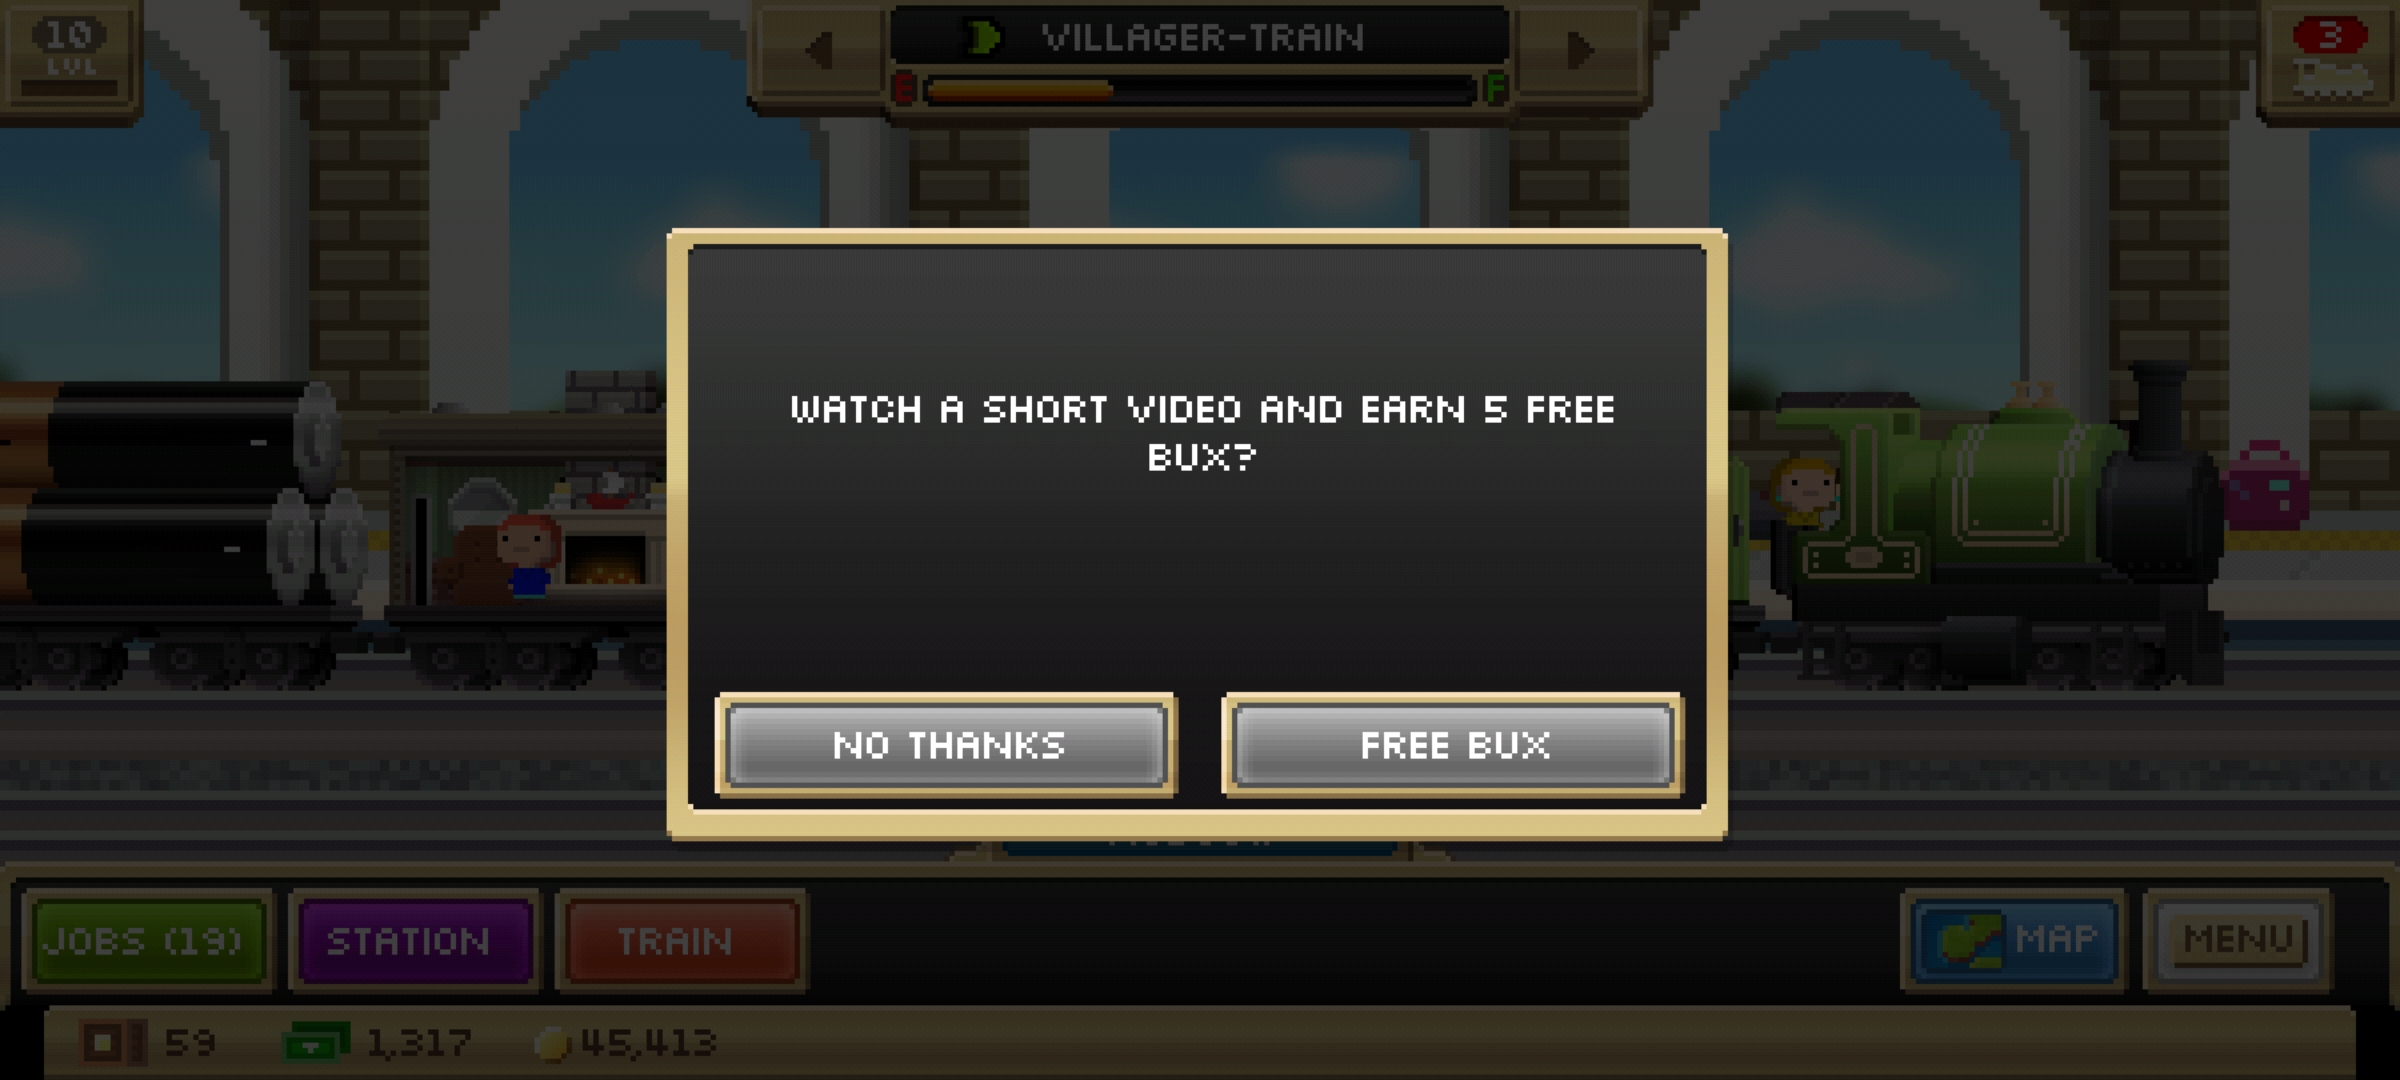 10
LVL
VILLAGER-TRAIN
E
F
3
WATCH A SHORT VIDEO AND EARN 5 FREE
BUX?
NO THANKS
FREE BUX
JOBS (19)
STATION
TRAIN
MAP
MENU
59
1,317
45,413